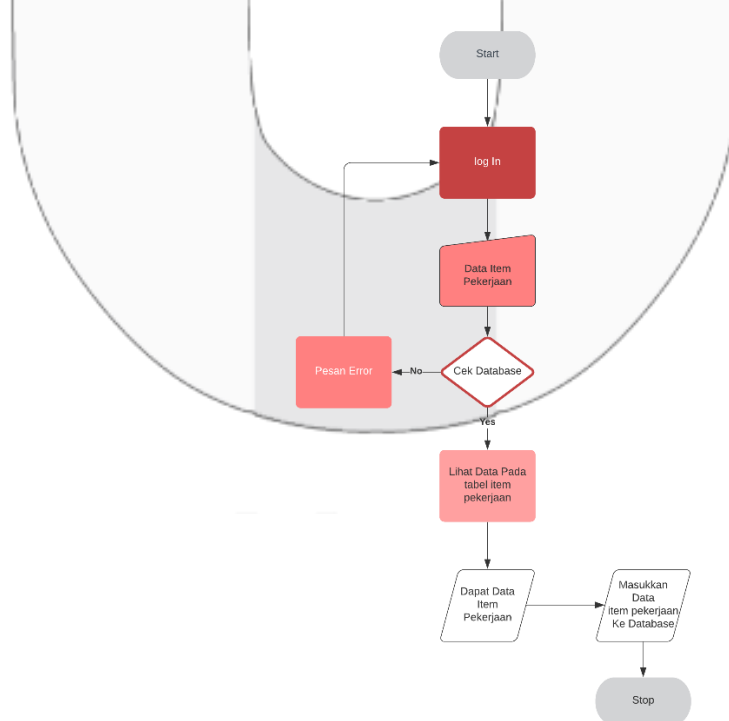 Start
log In
Data Item
Pekerjaan
Cek Database
No
Pesan Error
Yes
Lihat Data Pada
tabel item
pekerjaan
Dapat Data
Item
Pekerjaan
Masukkan
Data
item pekerjaan
Ke Database
Stop